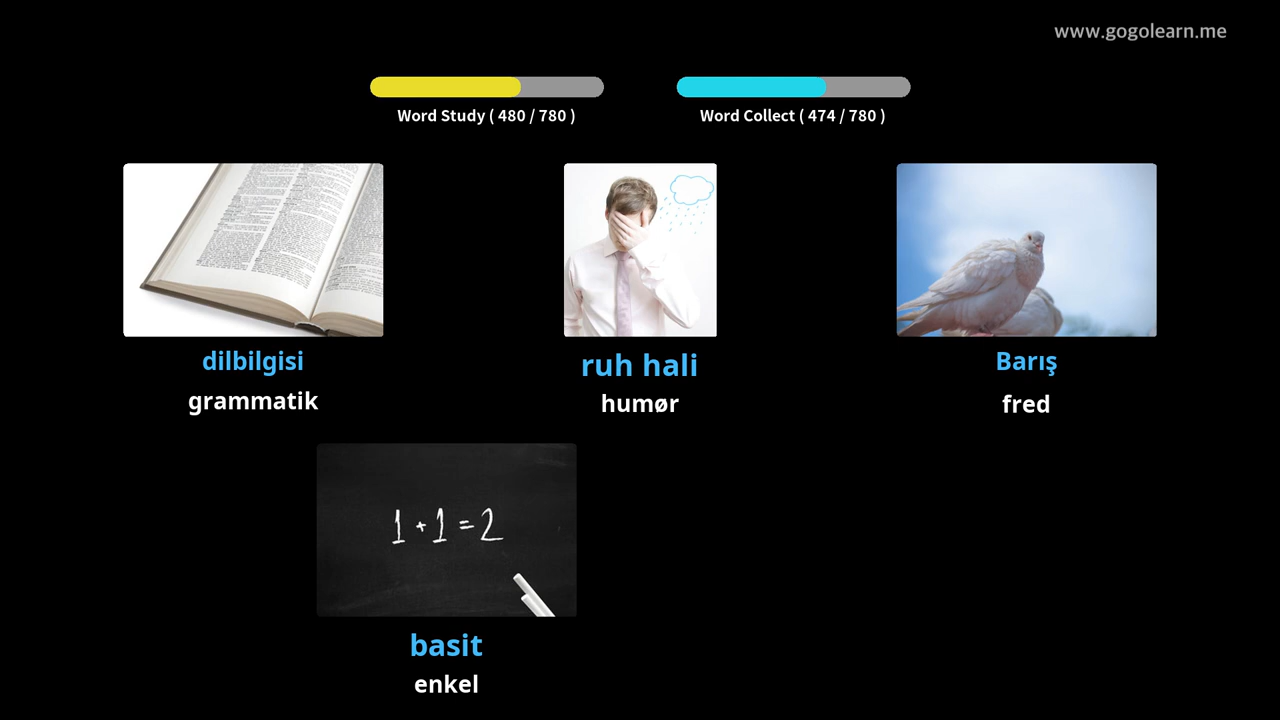 www.gogolearn.me
Word Study ( 480 / 780 )
Word Collect ( 474 / 780 )
dilbilgisi
grammatik
ruh hali
humør
Barış
fred
1 + 1 = 2
basit
enkel